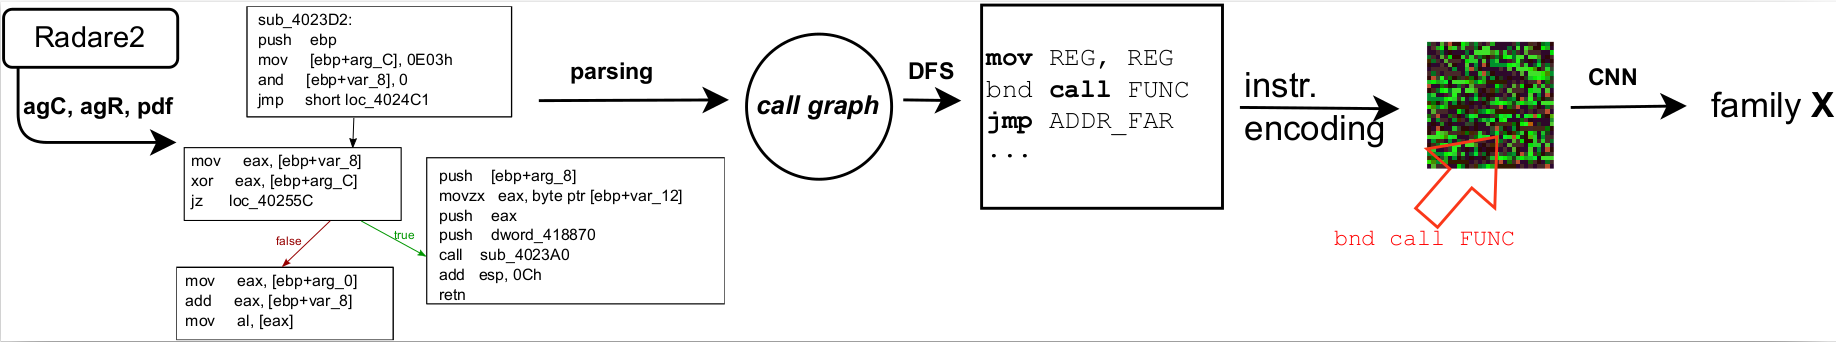 Radare2
agC, agR, pdf
sub_4023D2:
push ebp
mov [ebp+arg_C], 0E03h
and [ebp+var_8], 0
jmp short loc_4024C1
mov eax, [ebp+var_8]
xor eax, [ebp+arg_C]
jz loc_40255C
false
true
mov eax, [ebp+arg_0]
add eax, [ebp+var_8]
mov al, [eax]
push [ebp+arg_8]
movzx eax, byte ptr [ebp+var_12]
push eax
push dword_418870
call sub_4023A0
add esp, 0Ch
retn
parsing
call graph
DFS
mov REG, REG
bnd call FUNC
jmp ADDR_FAR
...
instr.
encoding
bnd call FUNC
CNN
family X